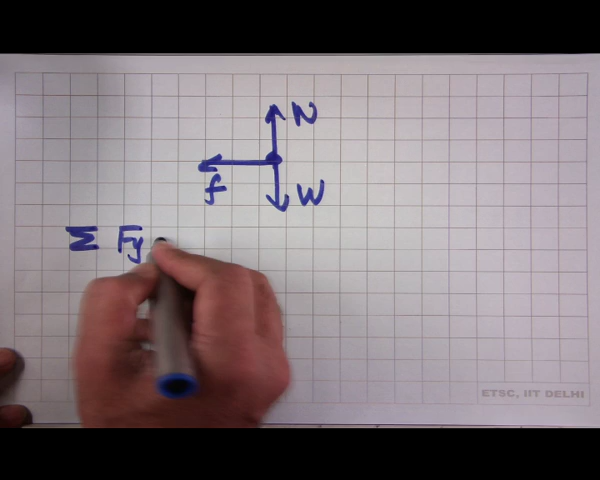 N
f
W
Σ Fy
ETSC, IIT DELHI